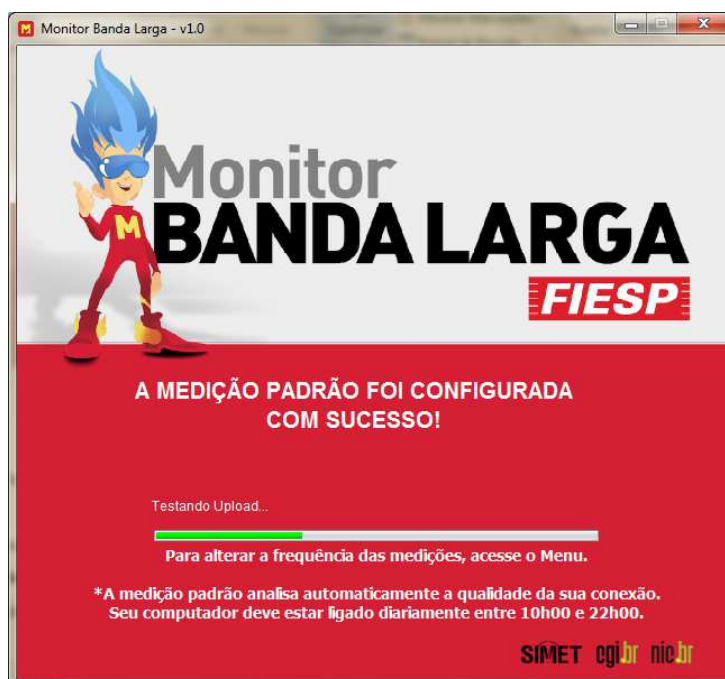 Monitor Banda Larga - v1.0
Monitor
BANDA LARGA
FIESP
M
A MEDIÇÃO PADRÃO FOI CONFIGURADA
COM SUCESSO!
Testando Upload...
Para alterar a frequência das medições, acesse o Menu.
*A medição padrão analisa automaticamente a qualidade da sua conexão.
Seu computador deve estar ligado diariamente entre 10h00 e 22h00.
SIMET cgi.br nic.br